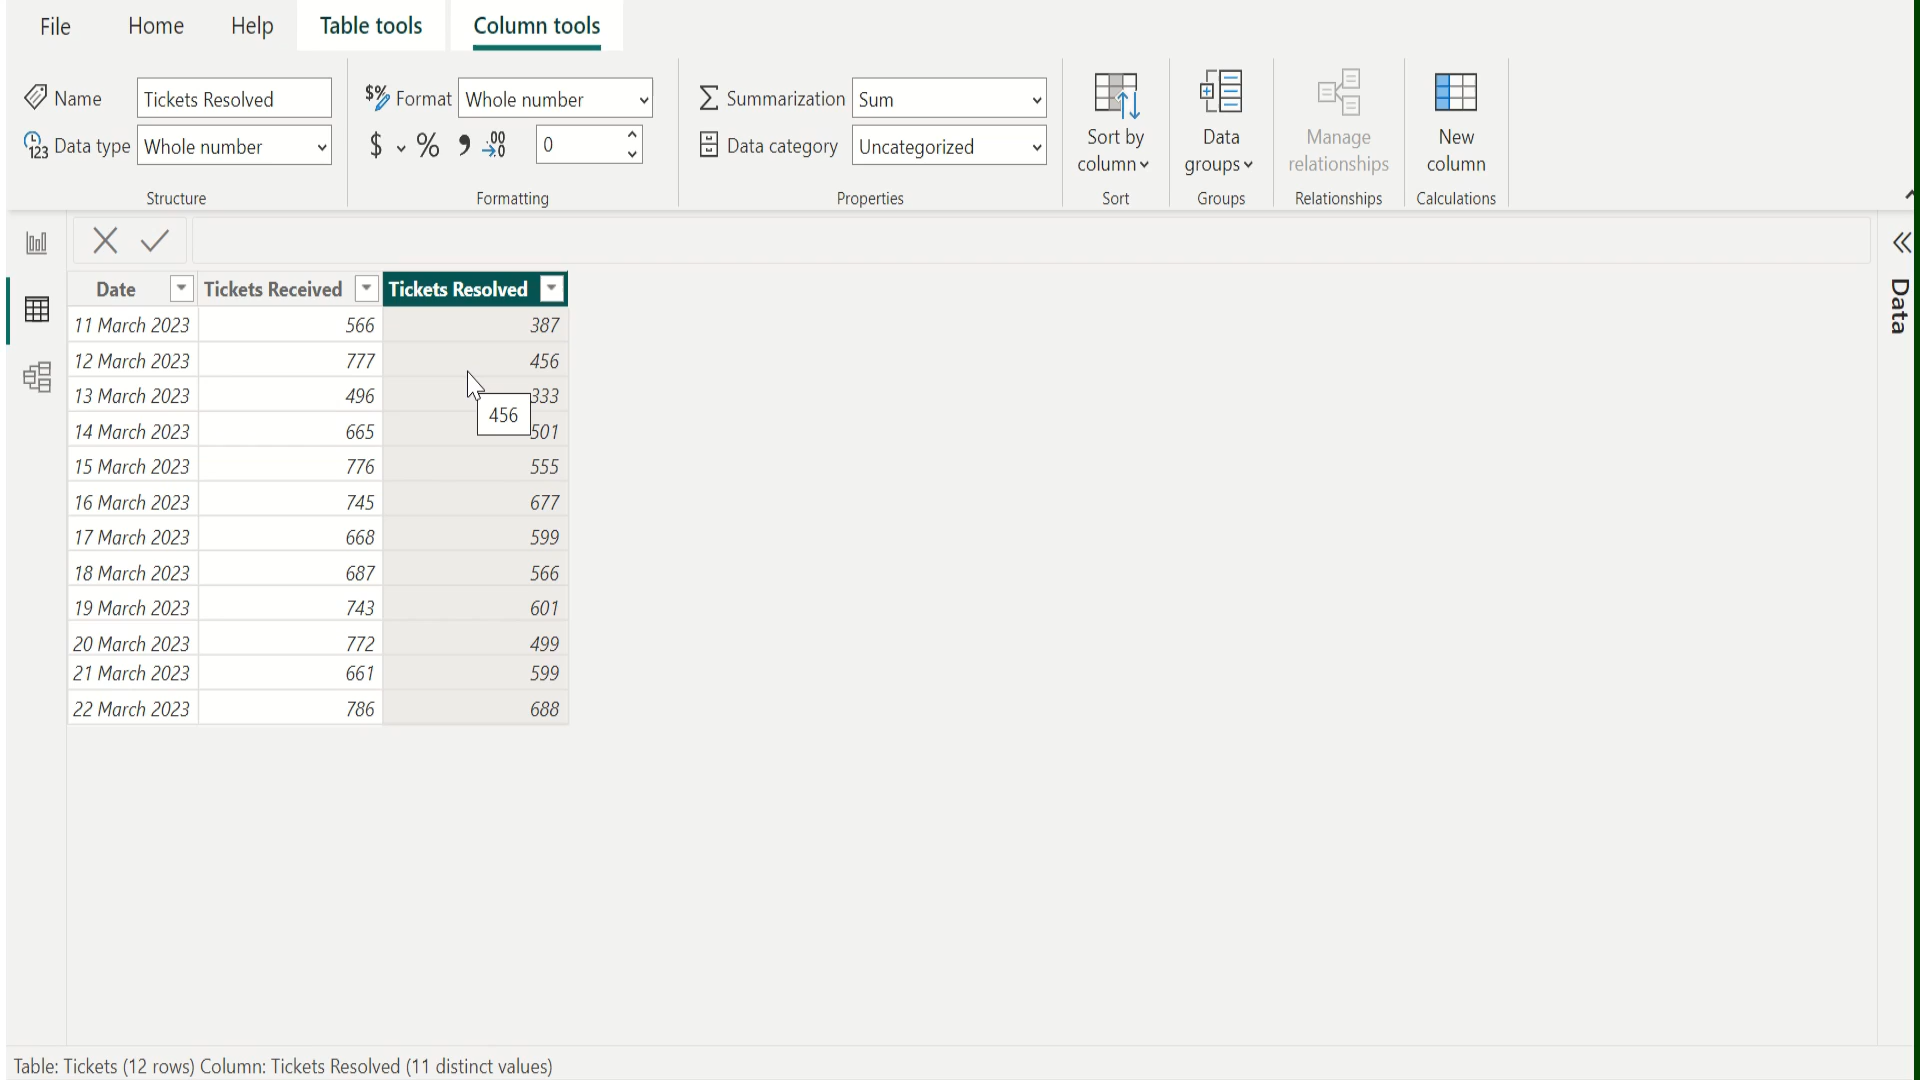 File Home Help Table tools Column tools
Name Tickets Resolved $% Format Whole number Summarization Sum
Data type Whole number $ % , .00 0 Data category Uncategorized
Sort by column
Data groups
Manage relationships
New column
Structure Formatting Properties Sort Groups Relationships Calculations
Data
Date Tickets Received Tickets Resolved
11 March 2023 566 387
12 March 2023 777 456
13 March 2023 496 333
456
14 March 2023 665 501
15 March 2023 776 555
16 March 2023 745 677
17 March 2023 668 599
18 March 2023 687 566
19 March 2023 743 601
20 March 2023 772 499
21 March 2023 661 599
22 March 2023 786 688
Table: Tickets (12 rows) Column: Tickets Resolved (11 distinct values)